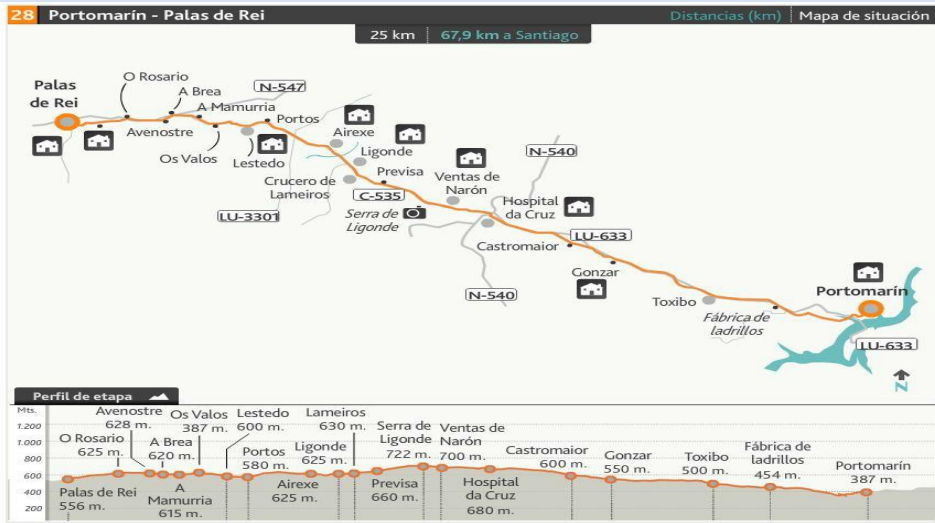 28 Portomarín - Palas de Rei
Distancias (km) Mapa de situación
25 km 67,9 km a Santiago
Palas
de Rei
O Rosario
A Brea
N-547
A Mamurria
Portos
Avenostre
Os Valos
Lestedo
Airexe
Ligonde
Previsa
Crucero de
Lameiros
C-535
LU-3301
Serra de
Ligonde
Ventas de
Narón
N-540
Hospital
da Cruz
LU-633
Castromaior
Gonzar
N-540
Toxibo
Portomarín
Fábrica de
ladrillos
LU-633
N
Perfil de etapa
Mts.
1.200
1.000
800
600
400
200
Palas de Rei
556 m.
O Rosario
625 m.
Avenostre
628 m.
A Brea
620 m.
A
Mamurria
615 m.
Os Valos
387 m.
Lestedo
600 m.
Portos
580 m.
Airexe
625 m.
Ligonde
625 m.
Lameiros
630 m.
Previsa
660 m.
Serra de
Ligonde
722 m.
Ventas de
Narón
700 m.
Hospital
da Cruz
680 m.
Castromaior
600 m.
Gonzar
550 m.
Toxibo
500 m.
Fábrica de
ladrillos
454 m.
Portomarín
387 m.